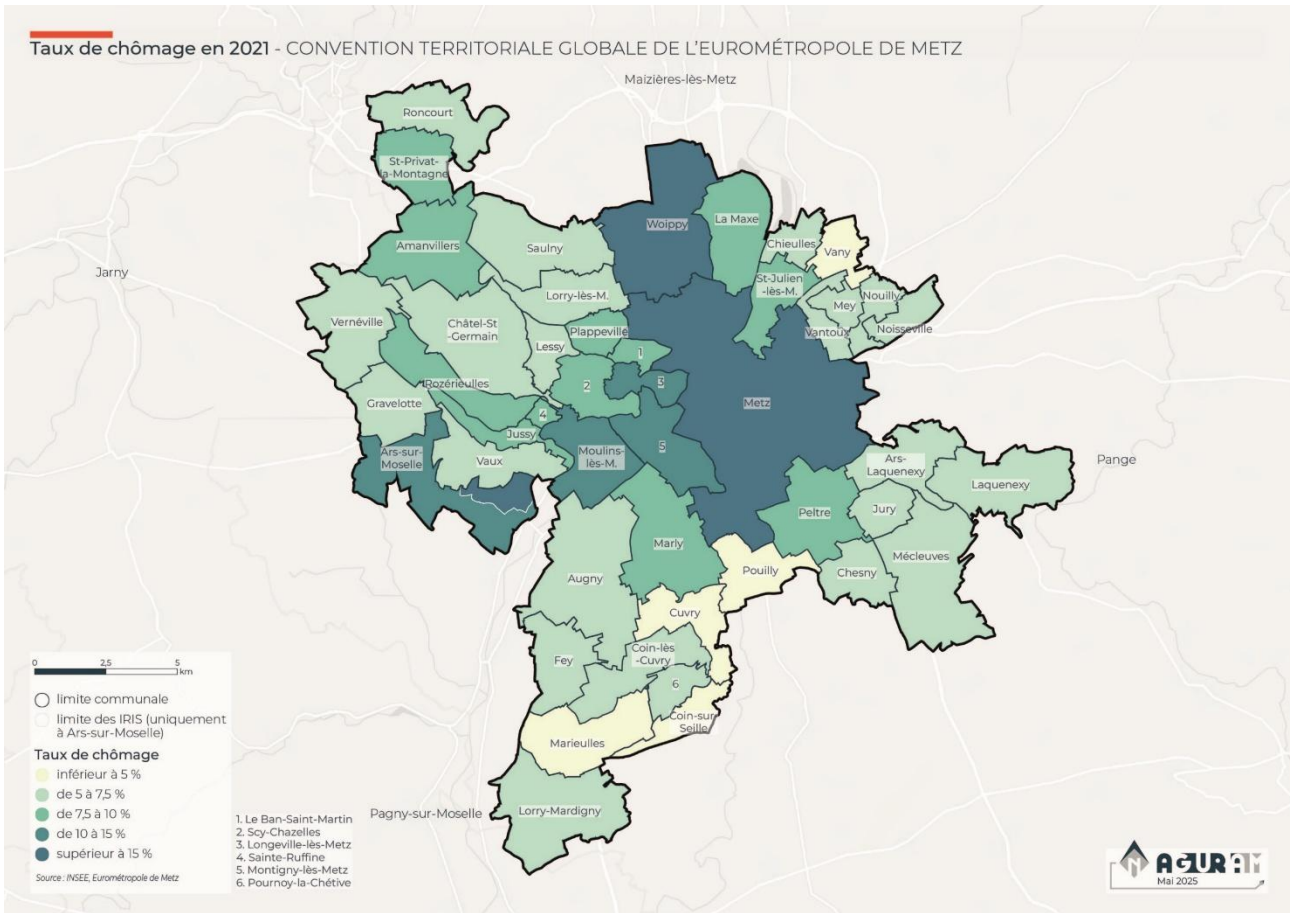 Taux de chômage en 2021 - CONVENTION TERRITORIALE GLOBALE DE L'EUROMÉTROPOLE DE METZ
Maizières-lès-Metz
Roncourt
St-Privat-
la-Montagne
Woippy
La Maxe
Amanvillers
Saulny
Chieulles
Vany
Jarny
St-Julien
-lès-M.
Lorry-lès-M.
Mey
Nouilly
Vernéville
Châtel-St
-Germain
Plappeville
Vantoux
Noisseville
Lessy
1
2
3
Rozérieulles
Gravelotte
Metz
4
Jussy
5
Ars-sur-
Moselle
Vaux
Moulins-
lès-M.
Ars-
Laquenexy
Pange
Laquenexy
Peltre
Jury
Marly
Mécleuves
Pouilly
Chesny
Augny
Cuvry
Coin-lès
-Cuvry
Fey
6
Coin-sur-
Seille
Marieulles
Pagny-sur-Moselle
Lorry-Mardigny
0 2,5 5
km
limite communale
limite des IRIS (uniquement
à Ars-sur-Moselle)
Taux de chômage
inférieur à 5 %
de 5 à 7,5 %
de 7,5 à 10 %
de 10 à 15 %
supérieur à 15 %
Source : INSEE, Eurométropole de Metz
1. Le Ban-Saint-Martin
2. Scy-Chazelles
3. Longeville-lès-Metz
4. Sainte-Ruffine
5. Montigny-lès-Metz
6. Pournoy-la-Chétive
N
AGURAM
Mai 2025